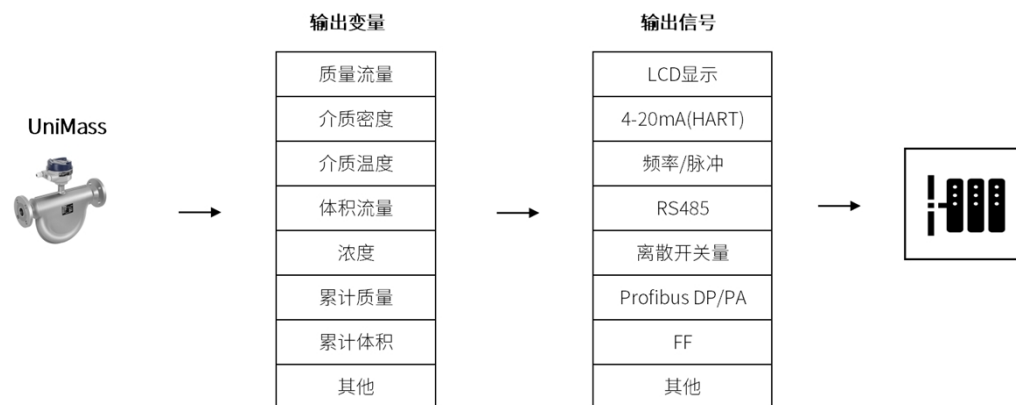 输出变量
输出信号
UniMass
质量流量
介质密度
介质温度
体积流量
浓度
累计质量
累计体积
其他
LCD显示
4-20mA(HART)
频率/脉冲
RS485
离散开关量
Profibus DP/PA
FF
其他